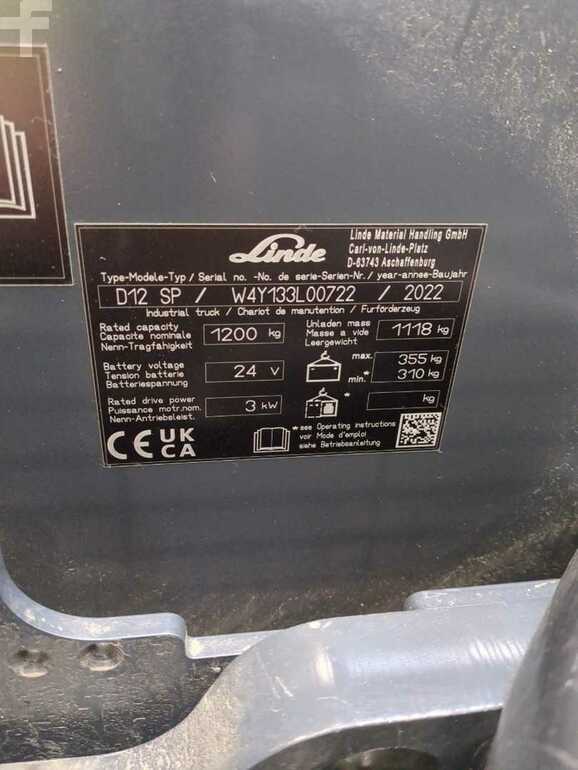 Linde
Linde Material Handling GmbH
Carl-von-Linde-Platz
D-63743 Aschaffenburg
Type-Modele-Typ / Serial no. -No. de serie-Serien-Nr. / year-annee-Baujahr
D12 SP / W4Y133L00722 / 2022
Industrial truck / Chariot de manutention / Furförderzeug
Rated capacity
Capacite nominale
Nenn-Tragfähigkeit
1200 kg
Unladen mass
Masse a vide
Leergewicht
1118 kg
Battery voltage
Tension batterie
Batteriespannung
24 V
max. 355 kg
min.* 310 kg
Rated drive power
Puissance motr.nom.
Nenn-Antriebsleist.
3 kW
* kg
CE UK
CA
* see Operating instructions
voir Mode d'emploi
siehe Betriebsanleitung